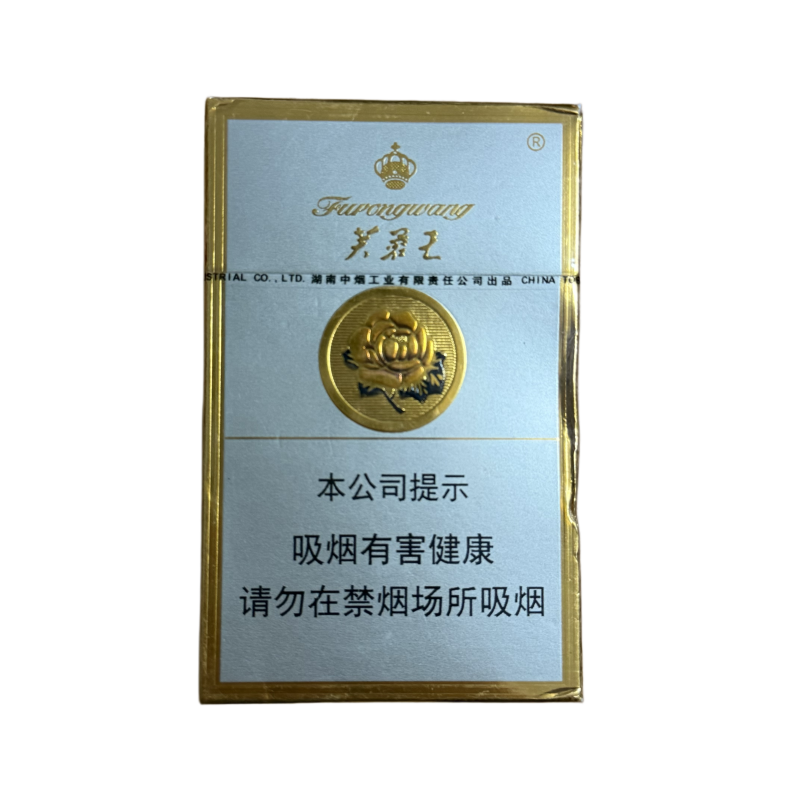 ®
Furongwang
芙蓉王
STRIAL CO.,LTD. 湖南中烟工业有限责任公司出品 CHINA T
本公司提示
吸烟有害健康
请勿在禁烟场所吸烟